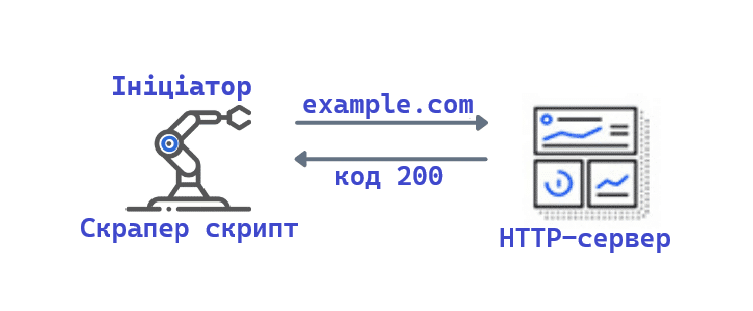 Ініціатор
example.com
код 200
Скрапер скрипт
HTTP-сервер